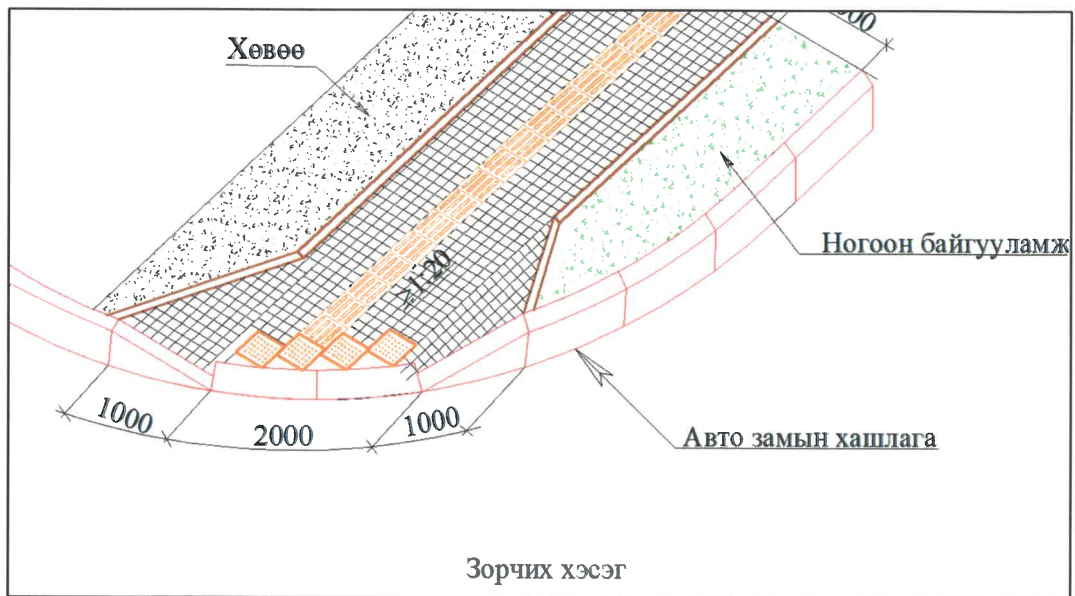 Хөвөө
≥1:20
Ногоон байгууламж
1000
2000
1000
Авто замын хашлага
Зорчих хэсэг